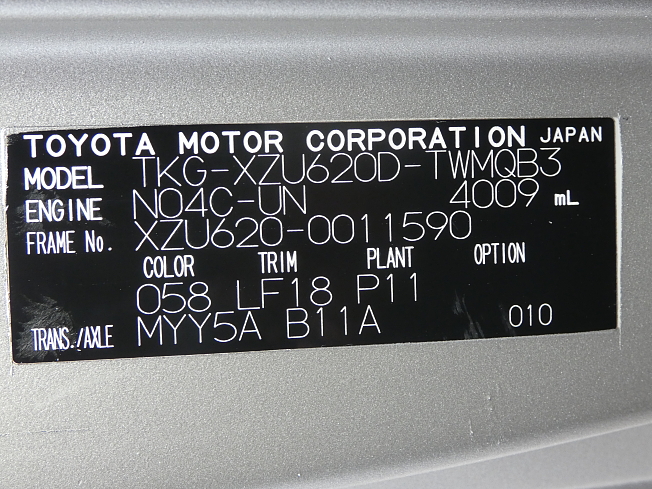 TOYOTA MOTOR CORPORATION JAPAN
MODEL TKG-XZU620D-TWMQB3
ENGINE N04C-UN 4009 mL
FRAME No. XZU620-0011590
COLOR TRIM PLANT OPTION
058 LF18 P11
TRANS./AXLE MYY5A B11A 010